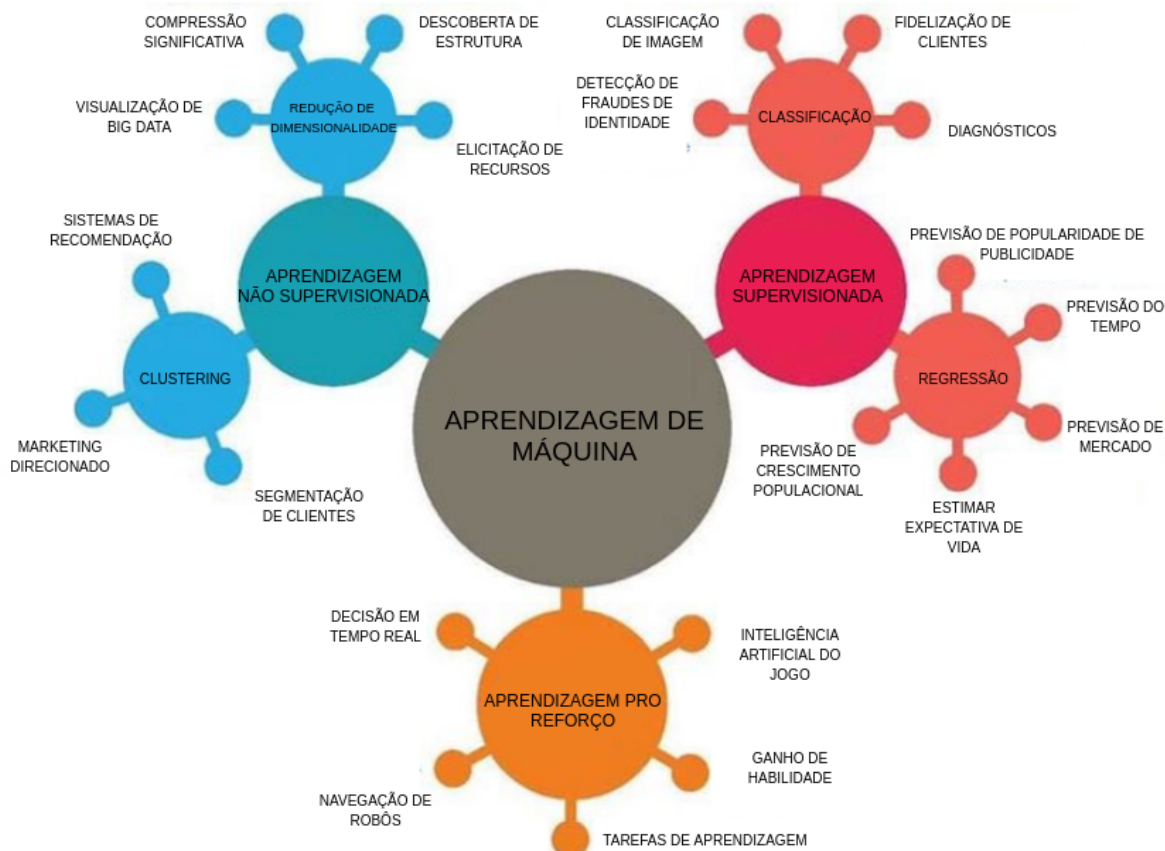 COMPRESSÃO
SIGNIFICATIVA
DESCOBERTA DE
ESTRUTURA
VISUALIZAÇÃO DE
BIG DATA
REDUÇÃO DE
DIMENSIONALIDADE
ELICITAÇÃO DE
RECURSOS
CLASSIFICAÇÃO
DE IMAGEM
FIDELIZAÇÃO DE
CLIENTES
DETECÇÃO DE
FRAUDES DE
IDENTIDADE
CLASSIFICAÇÃO
DIAGNÓSTICOS
SISTEMAS DE
RECOMENDAÇÃO
APRENDIZAGEM
NÃO SUPERVISIONADA
APRENDIZAGEM
SUPERVISIONADA
PREVISÃO DE POPULARIDADE DE
PUBLICIDADE
PREVISÃO DO
TEMPO
CLUSTERING
REGRESSÃO
MARKETING
DIRECIONADO
SEGMENTAÇÃO
DE CLIENTES
APRENDIZAGEM DE
MÁQUINA
PREVISÃO DE
CRESCIMENTO
POPULACIONAL
PREVISÃO DE
MERCADO
ESTIMAR
EXPECTATIVA DE
VIDA
DECISÃO EM
TEMPO REAL
INTELIGÊNCIA
ARTIFICIAL DO
JOGO
APRENDIZAGEM PRO
REFORÇO
NAVEGAÇÃO DE
ROBÔS
GANHO DE
HABILIDADE
TAREFAS DE APRENDIZAGEM